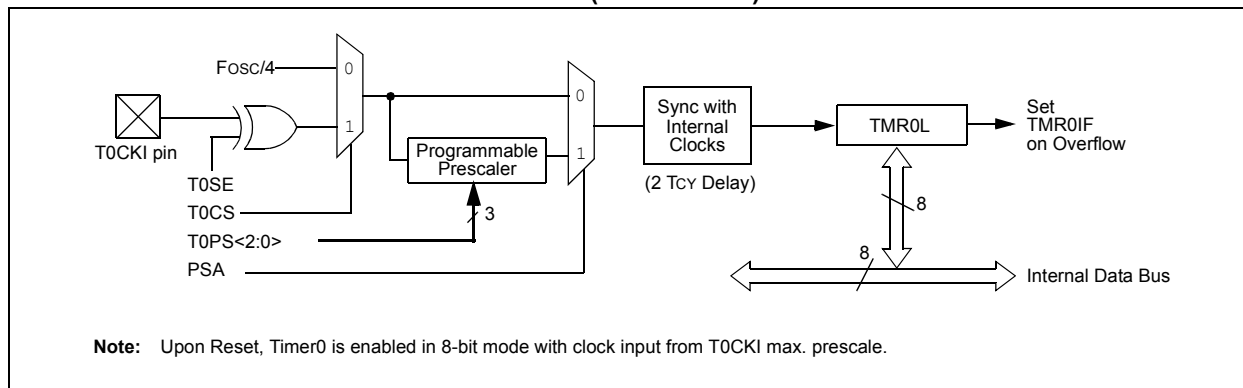 FOSC/4
0
1
T0CKI pin
T0SE
T0CS
T0PS<2:0>
PSA
Programmable
Prescaler
3
0
1
Sync with
Internal
Clocks
(2 TCY Delay)
TMR0L
Set
TMR0IF
on Overflow
8
8
Internal Data Bus
Note: Upon Reset, Timer0 is enabled in 8-bit mode with clock input from T0CKI max. prescale.